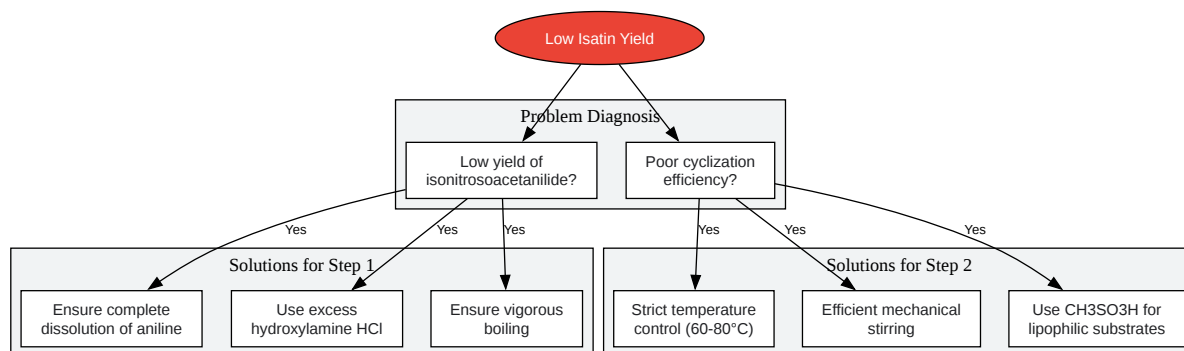 Low Isatin Yield
Problem Diagnosis
Low yield of
isonitrosoacetanilide?
Poor cyclization
efficiency?
Yes
Yes
Yes
Yes
Yes
Yes
Solutions for Step 1
Solutions for Step 2
Ensure complete
dissolution of aniline
Use excess
hydroxylamine HCl
Ensure vigorous
boiling
Strict temperature
control (60-80°C)
Efficient mechanical
stirring
Use CH3SO3H for
lipophilic substrates